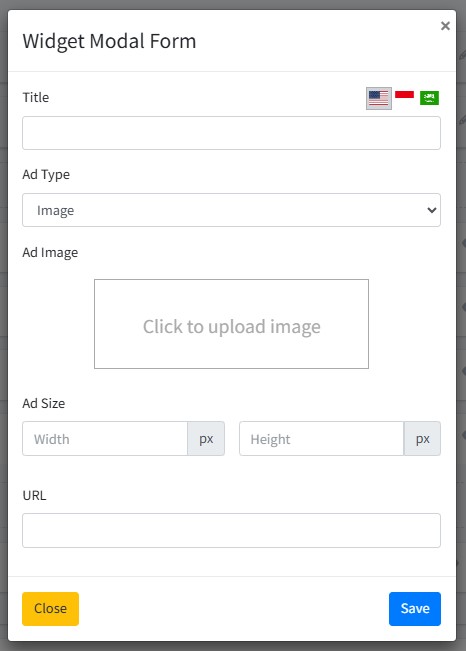 ×
Widget Modal Form
Title
Ad Type
Image
Ad Image
Click to upload image
Ad Size
Width px Height px
URL
Close Save